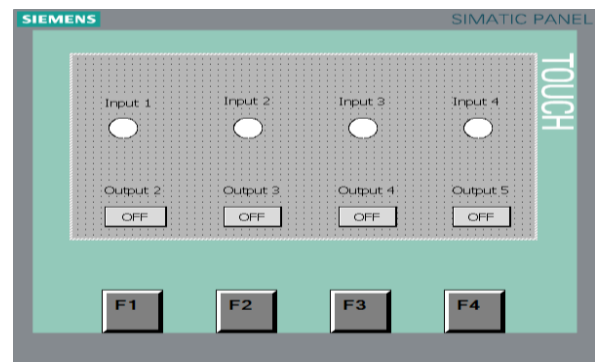 SIEMENS
SIMATIC PANEL
TOUCH
Input 1 Input 2 Input 3 Input 4
Output 2 Output 3 Output 4 Output 5
OFF OFF OFF OFF
F1 F2 F3 F4